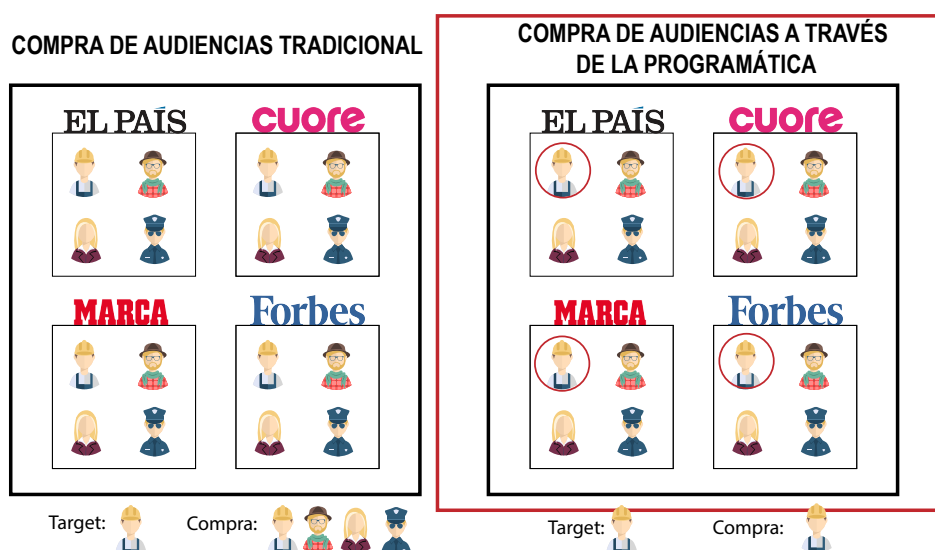 COMPRA DE AUDIENCIAS TRADICIONAL
EL PAÍS
cuore
MARCA
Forbes
Target:
Compra:
COMPRA DE AUDIENCIAS A TRAVÉS
DE LA PROGRAMÁTICA
EL PAÍS
cuore
MARCA
Forbes
Target:
Compra: